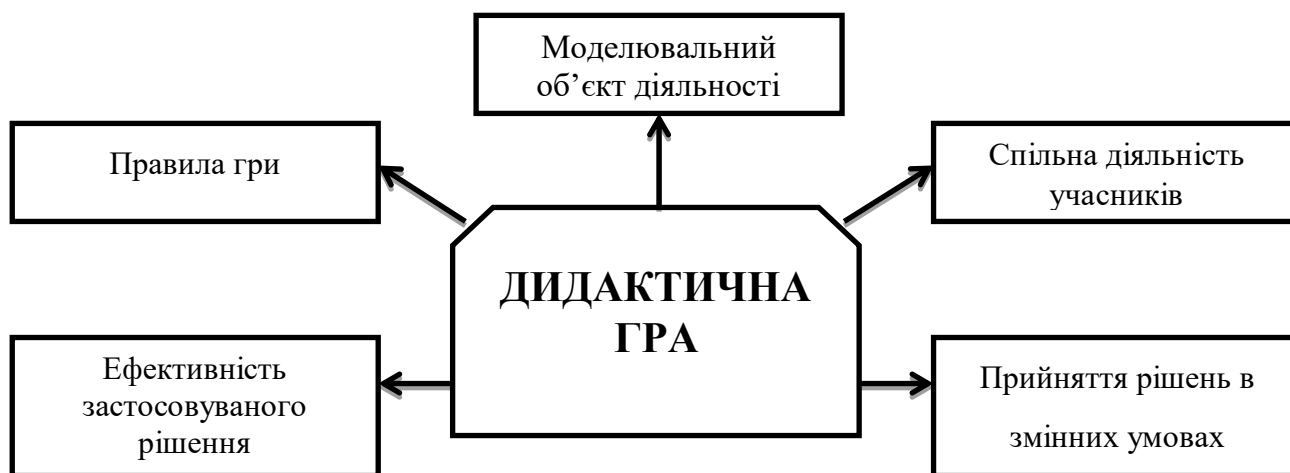 Моделювальний
об’єкт діяльності
Правила гри
Спільна діяльність
учасників
ДИДАКТИЧНА
ГРА
Ефективність
застосовуваного
рішення
Прийняття рішень в
змінних умовах